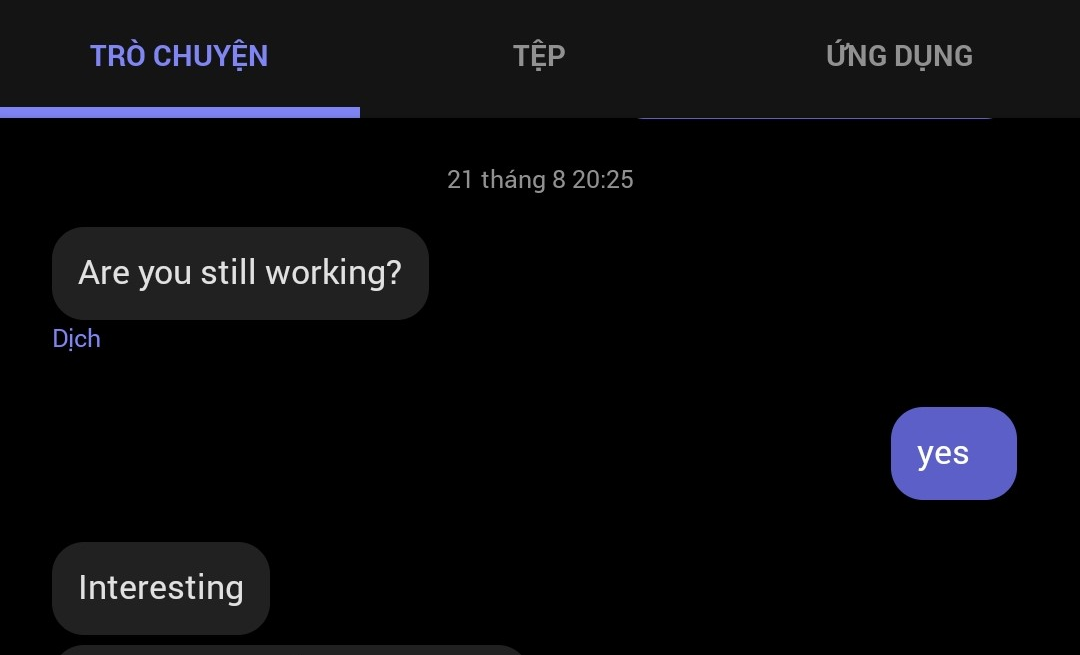 TRÒ CHUYỆN TỆP ỨNG DỤNG
21 tháng 8 20:25
Are you still working?
Dịch
yes
Interesting